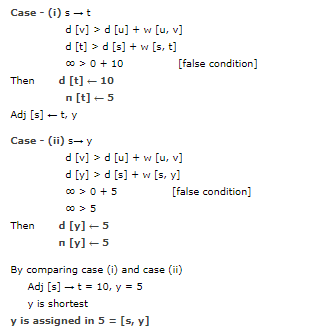 Case - (i) s → t
d [v] > d [u] + w [u, v]
d [t] > d [s] + w [s, t]
∞ > 0 + 10 [false condition]
Then d [t] ← 10
п [t] ← 5
Adj [s] ← t, y
Case - (ii) s→ y
d [v] > d [u] + w [u, v]
d [y] > d [s] + w [s, y]
∞ > 0 + 5 [false condition]
∞ > 5
Then d [y] ← 5
п [y] ← 5
By comparing case (i) and case (ii)
Adj [s] → t = 10, y = 5
y is shortest
y is assigned in 5 = [s, y]